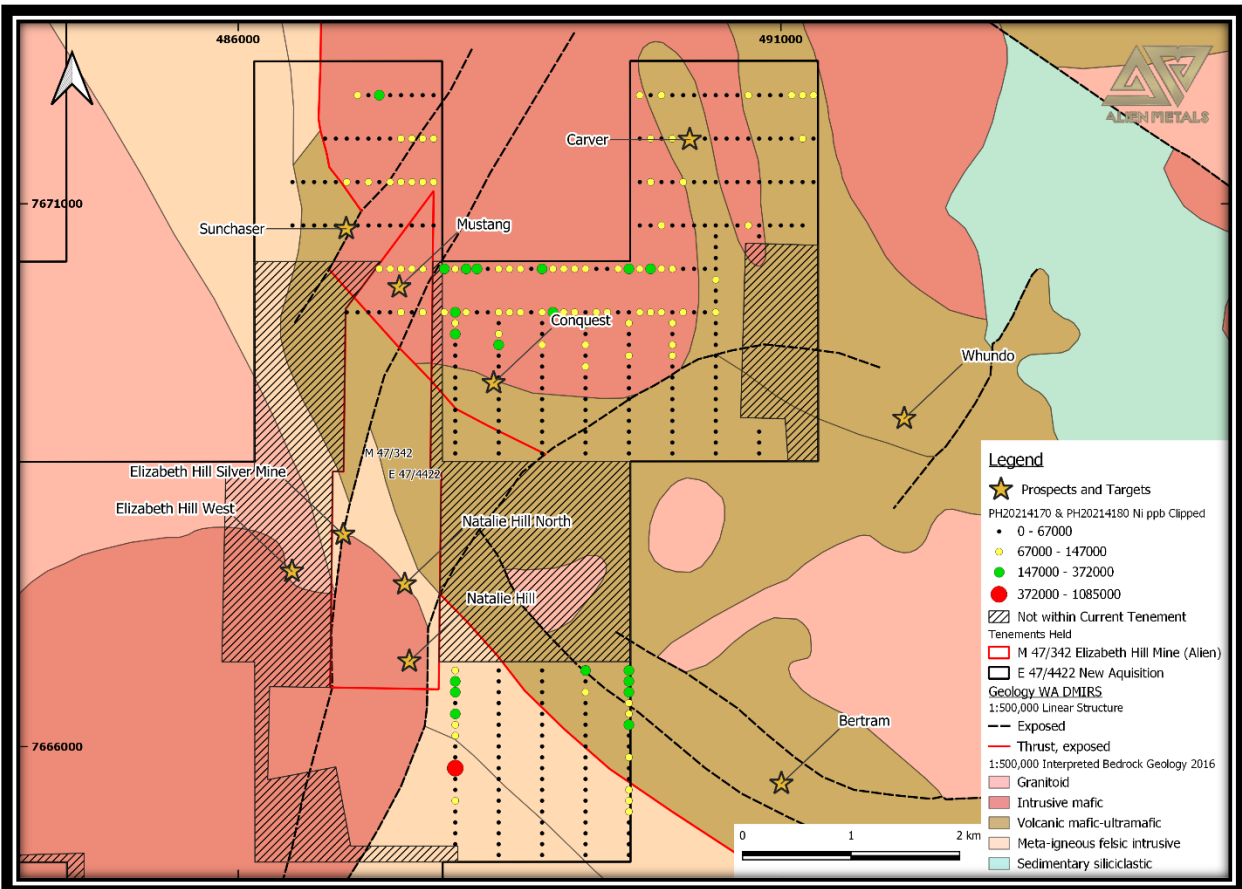 486000
491000
ALIEN METALS
Carver
7671000
Sunchaser
Mustang
Conquest
Whundo
M 47/342
E 47/4422
Elizabeth Hill Silver Mine
Elizabeth Hill West
Natalie Hill North
Natalie Hill
Bertram
7666000
0 1 2 km
Legend
Prospects and Targets
PH20214170 & PH20214180 Ni ppb Clipped
0 - 67000
67000 - 147000
147000 - 372000
372000 - 1085000
Not within Current Tenement
Tenements Held
M 47/342 Elizabeth Hill Mine (Alien)
E 47/4422 New Aquisition
Geology WA DMIRS
1:500,000 Linear Structure
Exposed
Thrust, exposed
1:500,000 Interpreted Bedrock Geology 2016
Granitoid
Intrusive mafic
Volcanic mafic-ultramafic
Meta-igneous felsic intrusive
Sedimentary siliciclastic